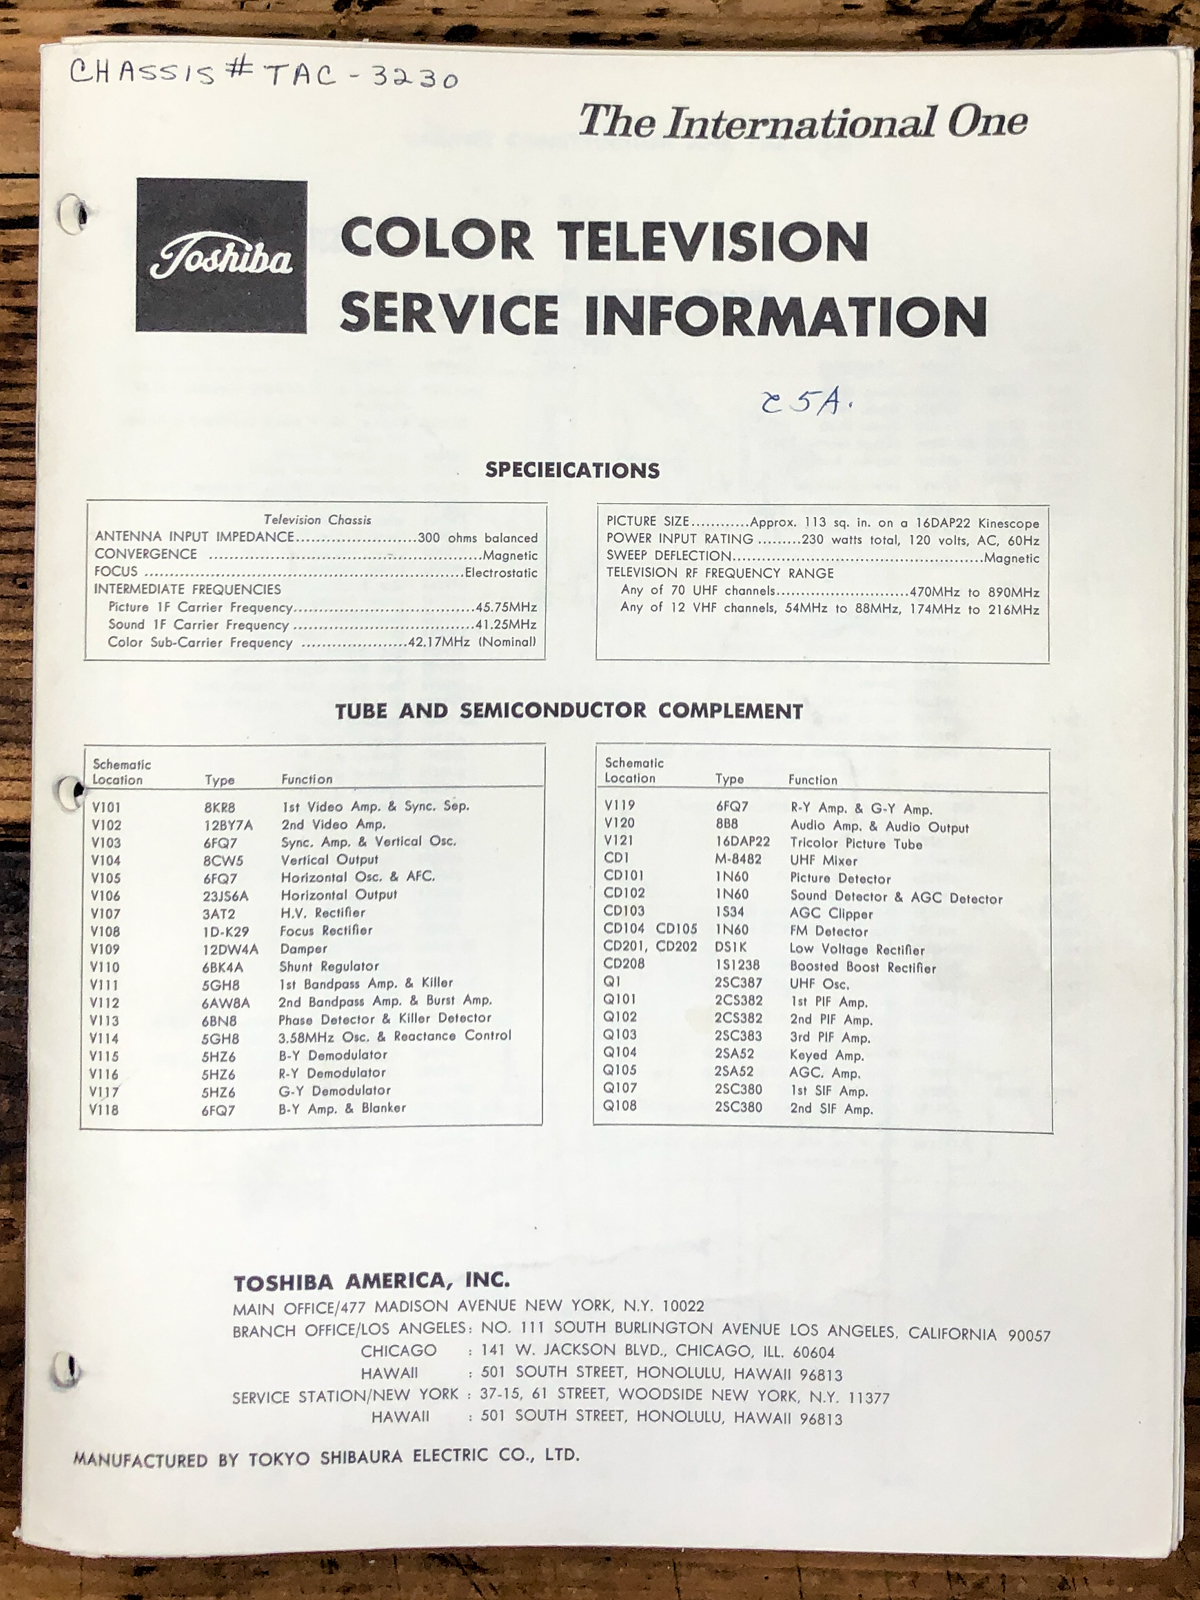 CHASSIS # TAC-3230
The International One
Toshiba
COLOR TELEVISION
SERVICE INFORMATION
25A.
SPECIEICATIONS
Television Chassis
ANTENNA INPUT IMPEDANCE......................300 ohms balanced
CONVERGENCE ..................................................Magnetic
FOCUS ..........................................................Electrostatic
INTERMEDIATE FREQUENCIES
Picture 1F Carrier Frequency.................................45.75MHz
Sound 1F Carrier Frequency .................................41.25MHz
Color Sub-Carrier Frequency .....................42.17MHz (Nominal)
PICTURE SIZE...........Approx. 113 sq. in. on a 16DAP22 Kinescope
POWER INPUT RATING .........230 watts total, 120 volts, AC, 60Hz
SWEEP DEFLECTION..............................................Magnetic
TELEVISION RF FREQUENCY RANGE
Any of 70 UHF channels........................470MHz to 890MHz
Any of 12 VHF channels, 54MHz to 88MHz, 174MHz to 216MHz
TUBE AND SEMICONDUCTOR COMPLEMENT
Schematic
Location Type Function
V101 8KR8 1st Video Amp. & Sync. Sep.
V102 12BY7A 2nd Video Amp.
V103 6FQ7 Sync. Amp. & Vertical Osc.
V104 8CW5 Vertical Output
V105 6FQ7 Horizontal Osc. & AFC.
V106 23JS6A Horizontal Output
V107 3AT2 H.V. Rectifier
V108 1D-K29 Focus Rectifier
V109 12DW4A Damper
V110 6BK4A Shunt Regulator
V111 5GH8 1st Bandpass Amp. & Killer
V112 6AW8A 2nd Bandpass Amp. & Burst Amp.
V113 6BN8 Phase Detector & Killer Detector
V114 5GH8 3.58MHz Osc. & Reactance Control
V115 5HZ6 B-Y Demodulator
V116 5HZ6 R-Y Demodulator
V117 5HZ6 G-Y Demodulator
V118 6FQ7 B-Y Amp. & Blanker
Schematic
Location Type Function
V119 6FQ7 R-Y Amp. & G-Y Amp.
V120 8B8 Audio Amp. & Audio Output
V121 16DAP22 Tricolor Picture Tube
CD1 M-8482 UHF Mixer
CD101 1N60 Picture Detector
CD102 1N60 Sound Detector & AGC Detector
CD103 1S34 AGC Clipper
CD104 CD105 1N60 FM Detector
CD201, CD202 DS1K Low Voltage Rectifier
CD208 1S1238 Boosted Boost Rectifier
Q1 2SC387 UHF Osc.
Q101 2CS382 1st PIF Amp.
Q102 2CS382 2nd PIF Amp.
Q103 2SC383 3rd PIF Amp.
Q104 2SA52 Keyed Amp.
Q105 2SA52 AGC. Amp.
Q107 2SC380 1st SIF Amp.
Q108 2SC380 2nd SIF Amp.
TOSHIBA AMERICA, INC.
MAIN OFFICE/477 MADISON AVENUE NEW YORK, N.Y. 10022
BRANCH OFFICE/LOS ANGELES: NO. 111 SOUTH BURLINGTON AVENUE LOS ANGELES, CALIFORNIA 90057
CHICAGO : 141 W. JACKSON BLVD., CHICAGO, ILL. 60604
HAWAII : 501 SOUTH STREET, HONOLULU, HAWAII 96813
SERVICE STATION/NEW YORK : 37-15, 61 STREET, WOODSIDE NEW YORK, N.Y. 11377
HAWAII : 501 SOUTH STREET, HONOLULU, HAWAII 96813
MANUFACTURED BY TOKYO SHIBAURA ELECTRIC CO., LTD.